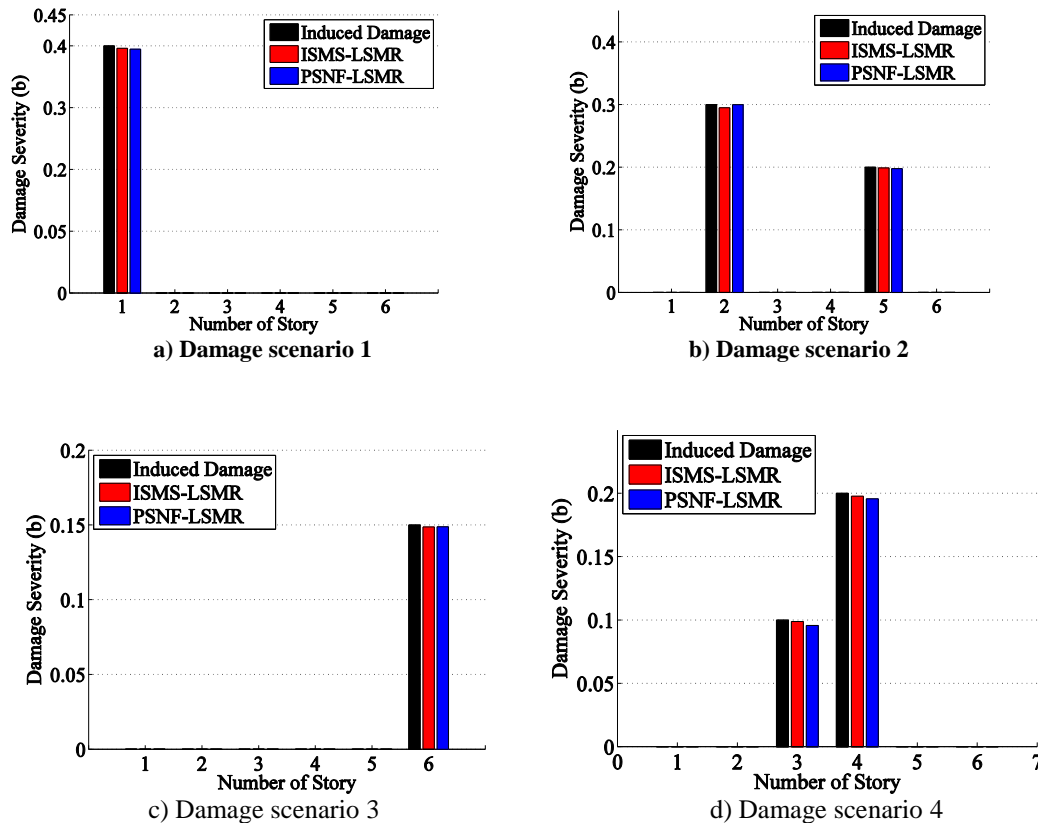 0.45
0.4
0.3
0.2
0.05
0
Damage Severity (b)
Induced Damage
ISMS-LSMR
PSNF-LSMR
1 2 3 4 5 6
Number of Story
a) Damage scenario 1
0.4
0.3
0.2
0.1
0
Damage Severity (b)
Induced Damage
ISMS-LSMR
PSNF-LSMR
1 2 3 4 5 6
Number of Story
b) Damage scenario 2
0.2
0.15
0.1
0.05
0
Damage Severity (b)
Induced Damage
ISMS-LSMR
PSNF-LSMR
1 2 3 4 5 6
Number of Story
c) Damage scenario 3
0.2
0.15
0.1
0.05
0
Damage Severity (b)
Induced Damage
ISMS-LSMR
PSNF-LSMR
0 1 2 3 4 5 6 7
Number of Story
d) Damage scenario 4